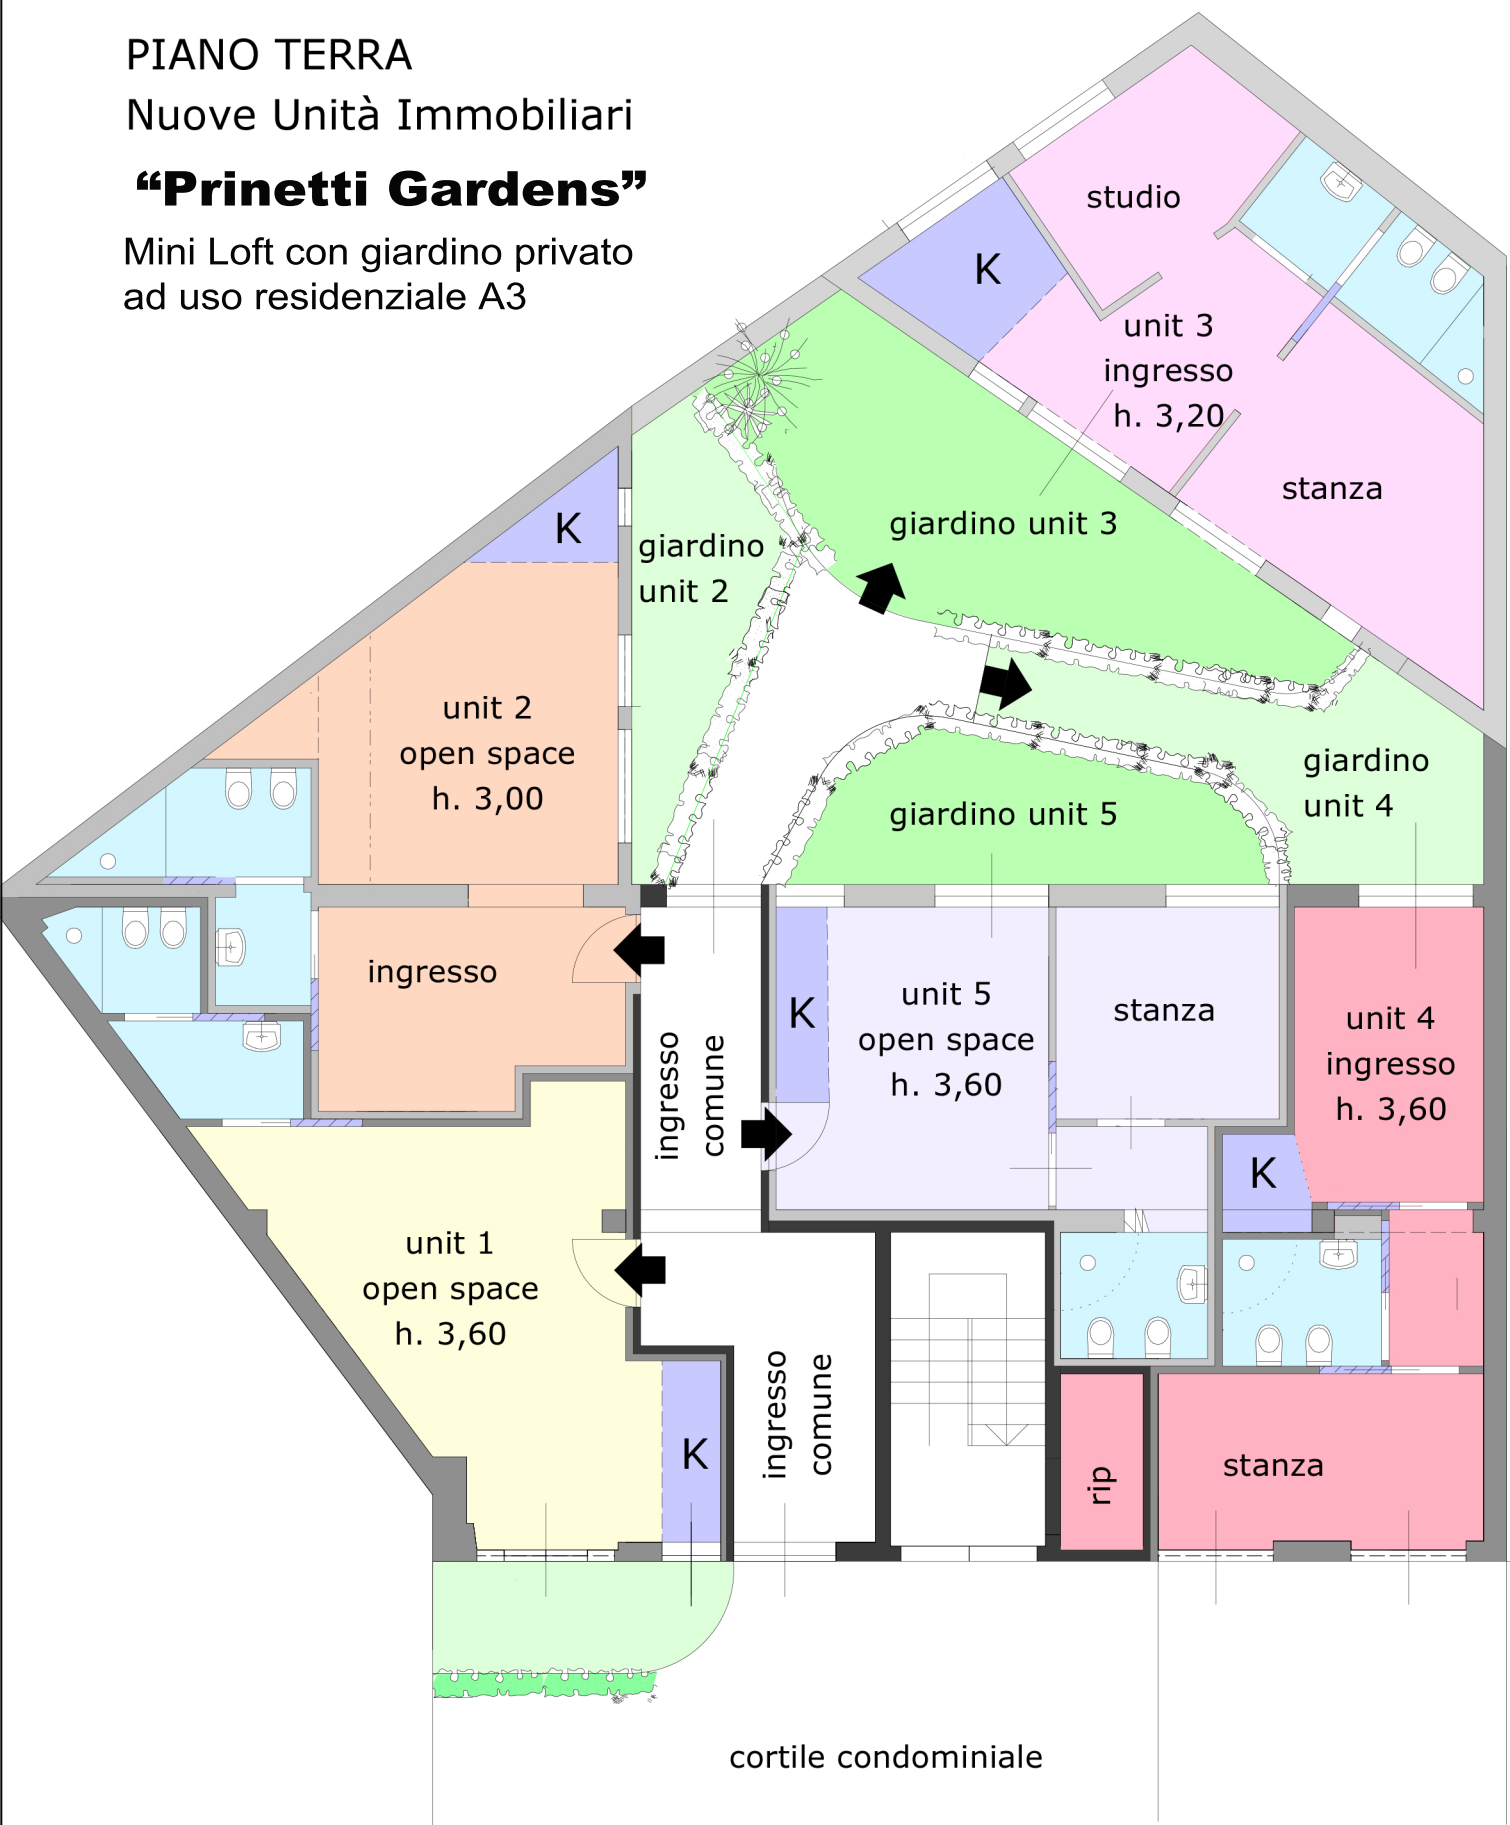 PIANO TERRA
Nuove Unità Immobiliari
“Prinetti Gardens”
Mini Loft con giardino privato
ad uso residenziale A3
studio
K
unit 3
ingresso
h. 3,20
stanza
giardino unit 3
K
giardino
unit 2
unit 2
open space
h. 3,00
giardino
unit 4
giardino unit 5
ingresso
K
unit 5
open space
h. 3,60
stanza
unit 4
ingresso
h. 3,60
ingresso
comune
K
unit 1
open space
h. 3,60
ingresso
comune
K
rip
stanza
cortile condominiale